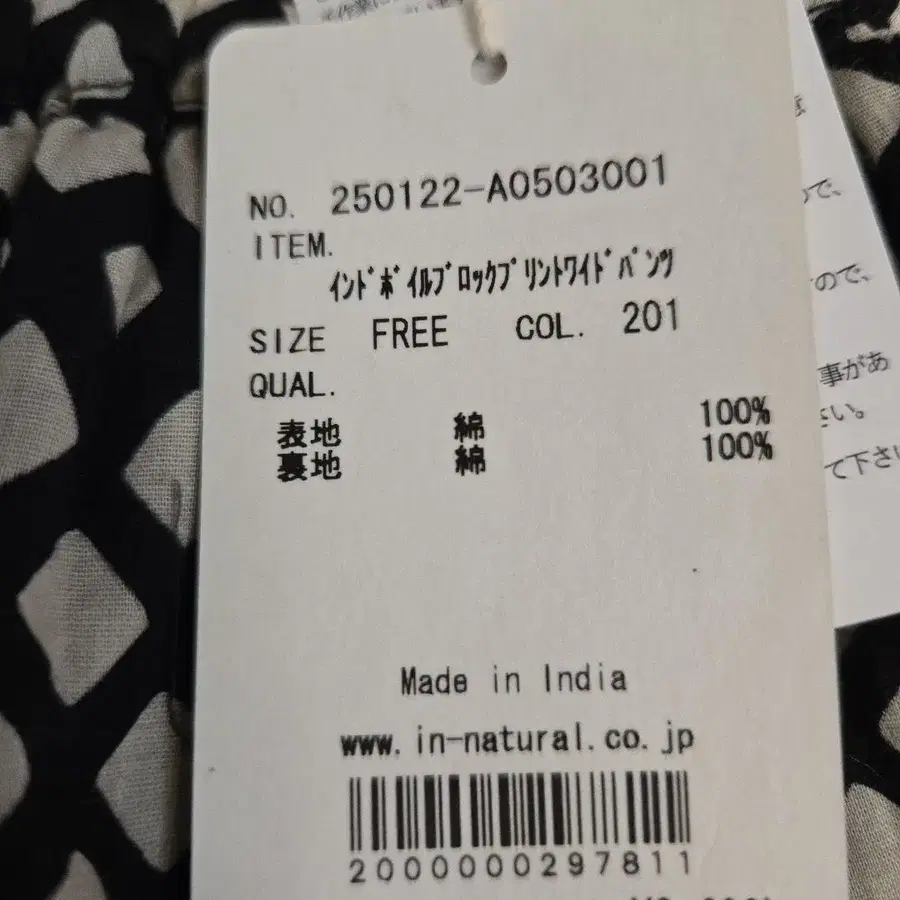 NO. 250122-A0503001
ITEM.
ｲﾝﾄﾞﾎﾞｲﾙﾌﾞﾛｯｸﾌﾟﾘﾝﾄﾜｲﾄﾞﾊﾟﾝﾂ
SIZE FREE COL. 201
QUAL.
表地 綿 100%
裏地 綿 100%
Made in India
www.in-natural.co.jp
2000000297811
ので、
事があ
さい。
て下さい